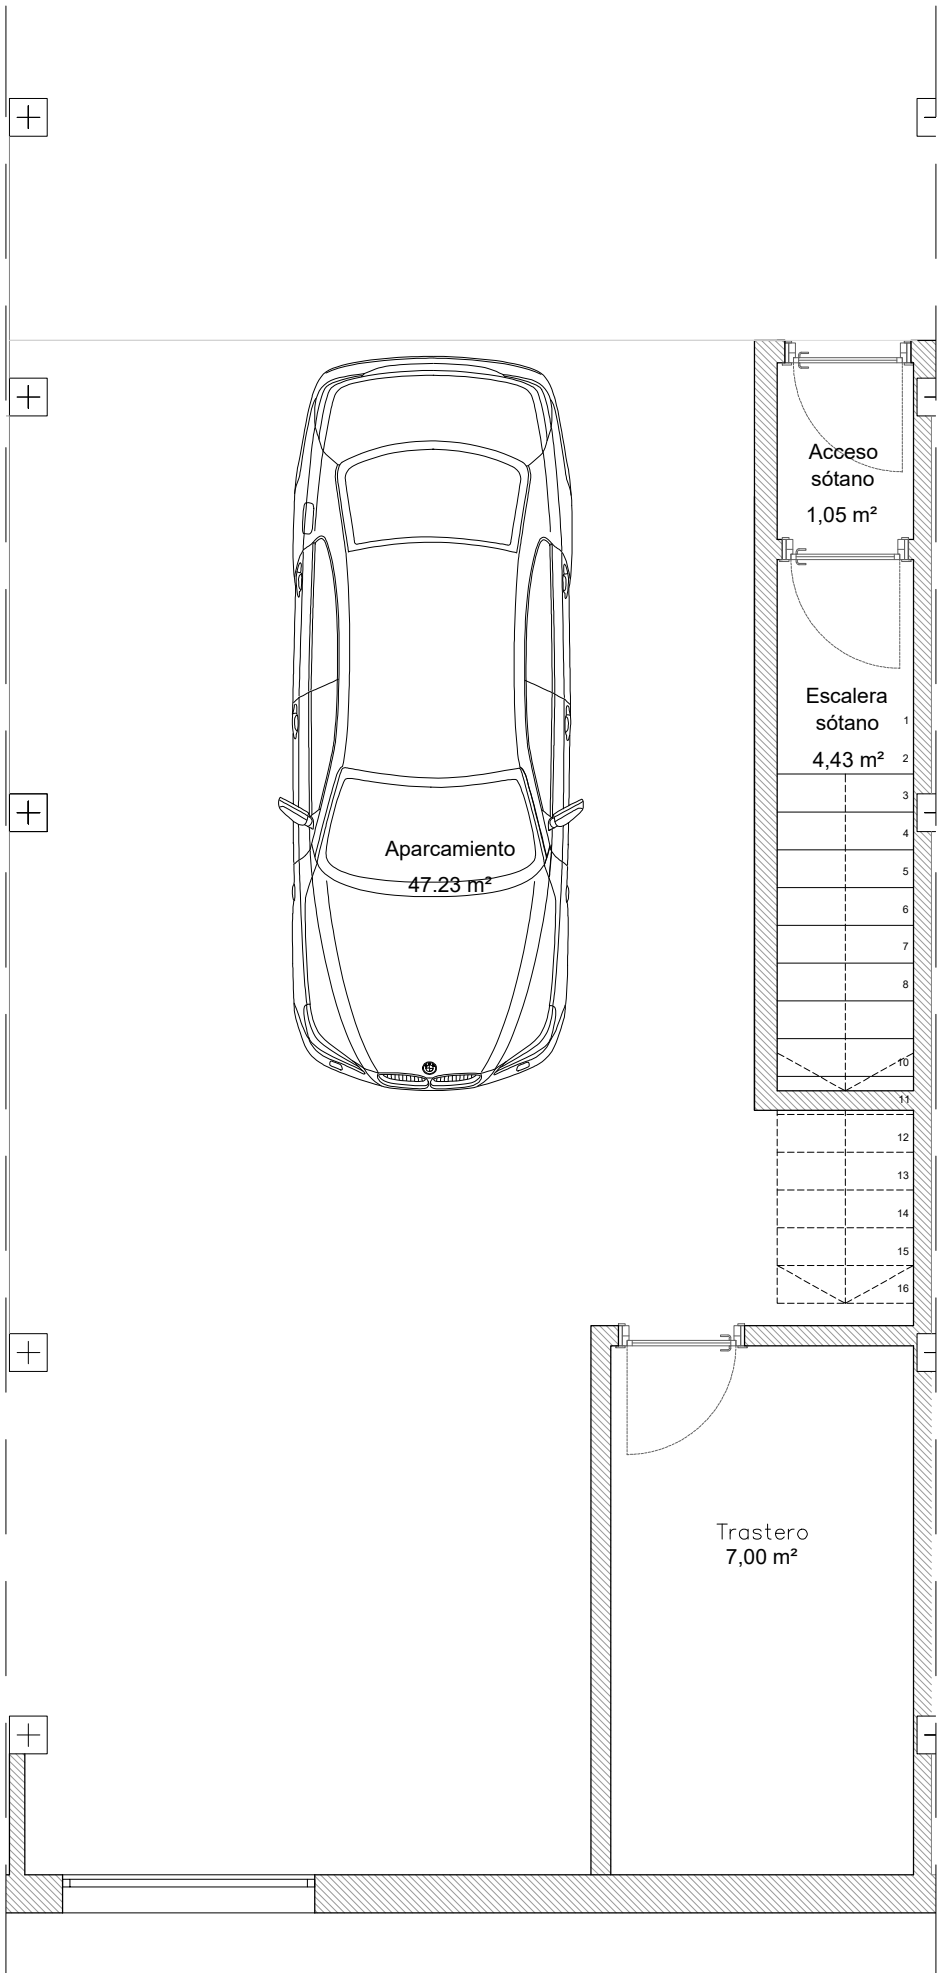 Acceso
sótano
1,05 m²
Escalera
sótano
4,43 m²
1
2
3
4
5
6
7
8
10
11
12
13
14
15
16
Aparcamiento
47.23 m²
Trastero
7,00 m²